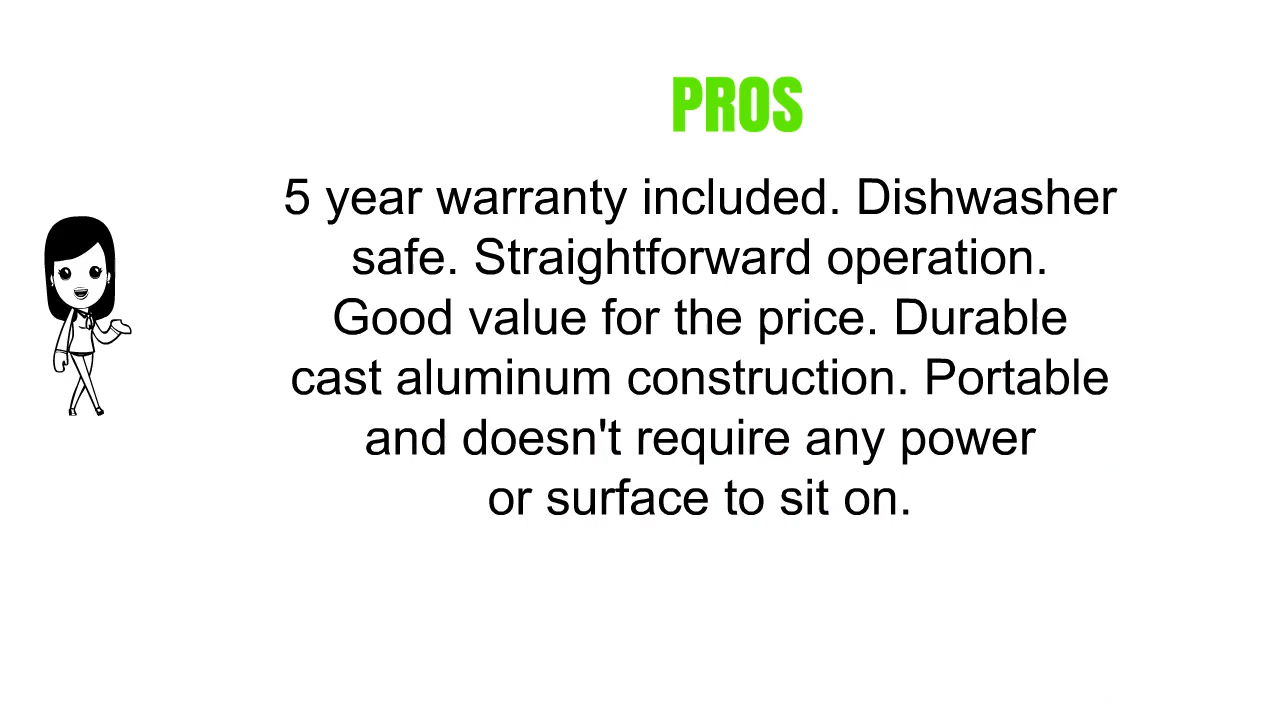 PROS
5 year warranty included. Dishwasher
safe. Straightforward operation.
Good value for the price. Durable
cast aluminum construction. Portable
and doesn't require any power
or surface to sit on.